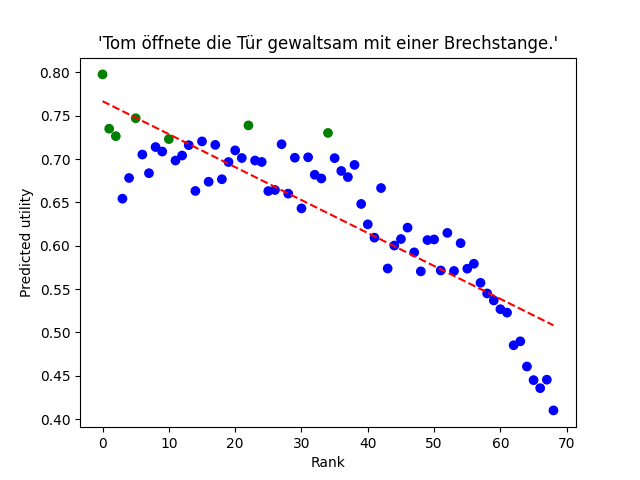 'Tom öffnete die Tür gewaltsam mit einer Brechstange.'
0.80
0.75
0.70
0.65
0.60
0.55
0.50
0.45
0.40
Predicted utility
0 10 20 30 40 50 60 70
Rank